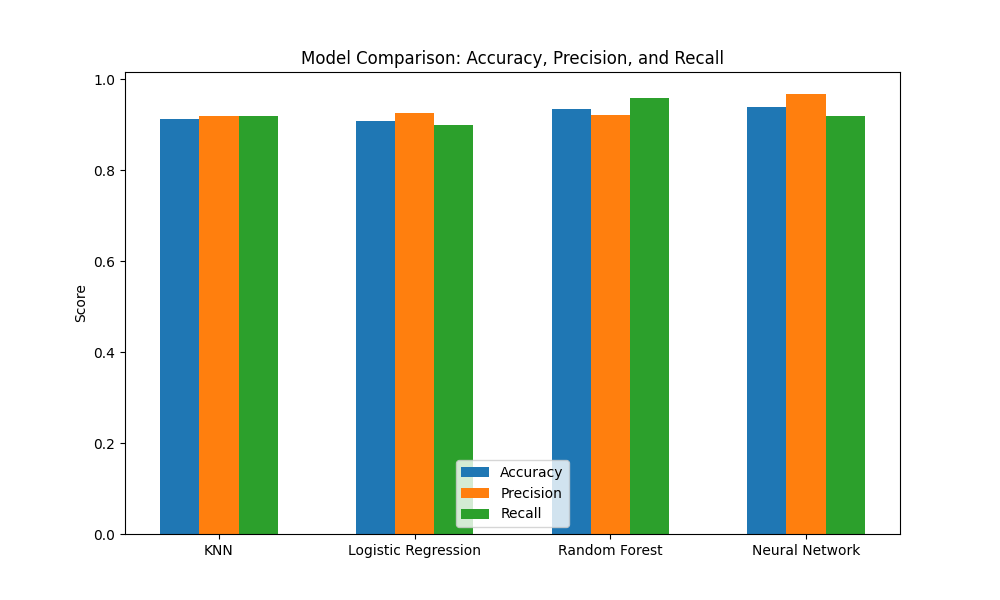 Model Comparison: Accuracy, Precision, and Recall
1.0
0.8
0.6
0.4
0.2
0.0
Score
Accuracy
Precision
Recall
KNN
Logistic Regression
Random Forest
Neural Network